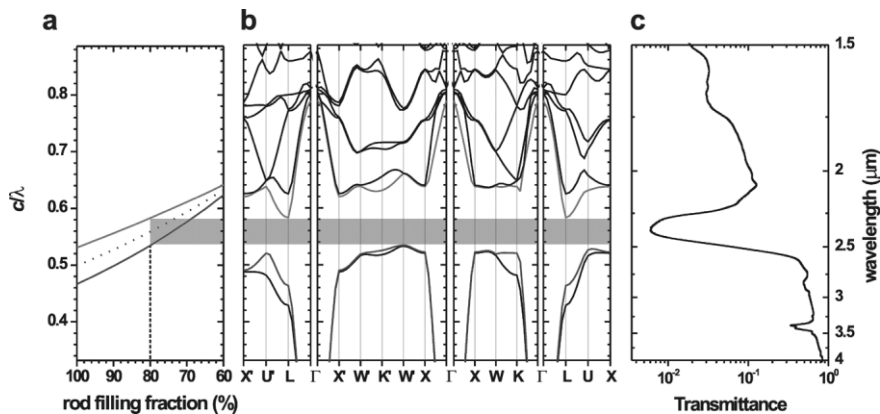 a
b
c
c/λ
0.8
0.7
0.6
0.5
0.4
100 90 80 70 60
rod filling fraction (%)
X' U' L Γ X' W' K' W X Γ X W K Γ L U X
1.5
2
2.5
3
3.5
4
wavelength (μm)
10⁻² 10⁻¹ 10⁰
Transmittance